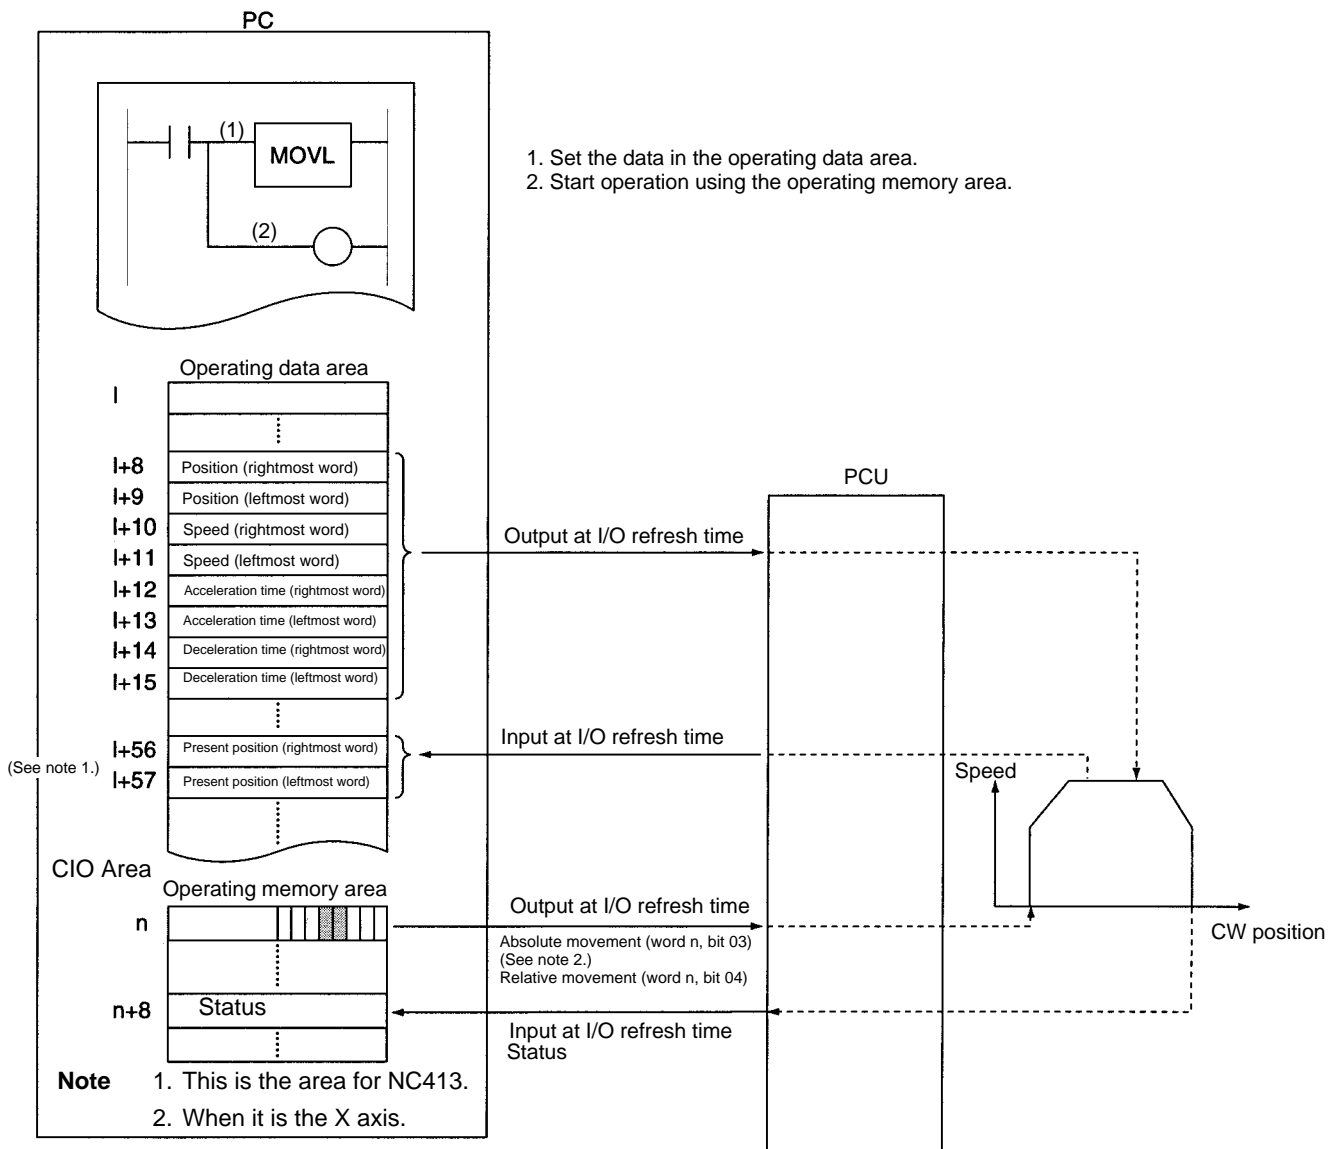 PC
(1)
MOVL
(2)
1. Set the data in the operating data area.
2. Start operation using the operating memory area.
Operating data area
I
I+8 Position (rightmost word)
I+9 Position (leftmost word)
I+10 Speed (rightmost word)
I+11 Speed (leftmost word)
I+12 Acceleration time (rightmost word)
I+13 Acceleration time (leftmost word)
I+14 Deceleration time (rightmost word)
I+15 Deceleration time (leftmost word)
Output at I/O refresh time
PCU
I+56 Present position (rightmost word)
(See note 1.)
I+57 Present position (leftmost word)
Input at I/O refresh time
Speed
CW position
CIO Area
Operating memory area
n
Output at I/O refresh time
Absolute movement (word n, bit 03)
(See note 2.)
Relative movement (word n, bit 04)
n+8 Status
Input at I/O refresh time
Status
Note 1. This is the area for NC413.
2. When it is the X axis.